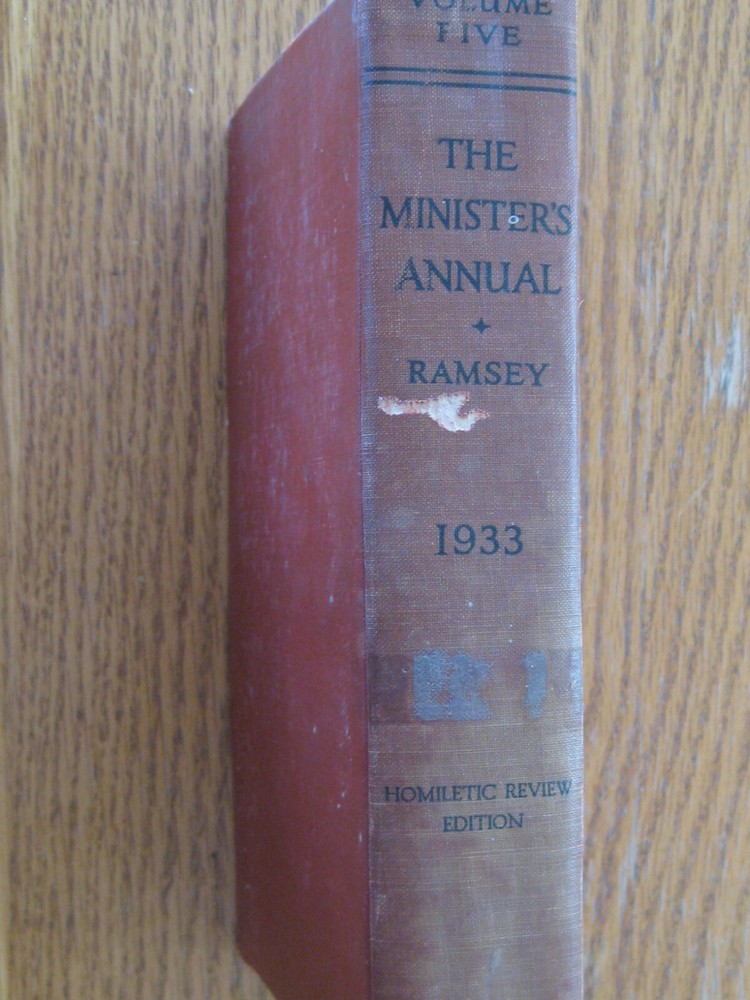 VOLUME
FIVE
THE
MINISTER'S
ANNUAL
RAMSEY
1933
HOMILETIC REVIEW
EDITION